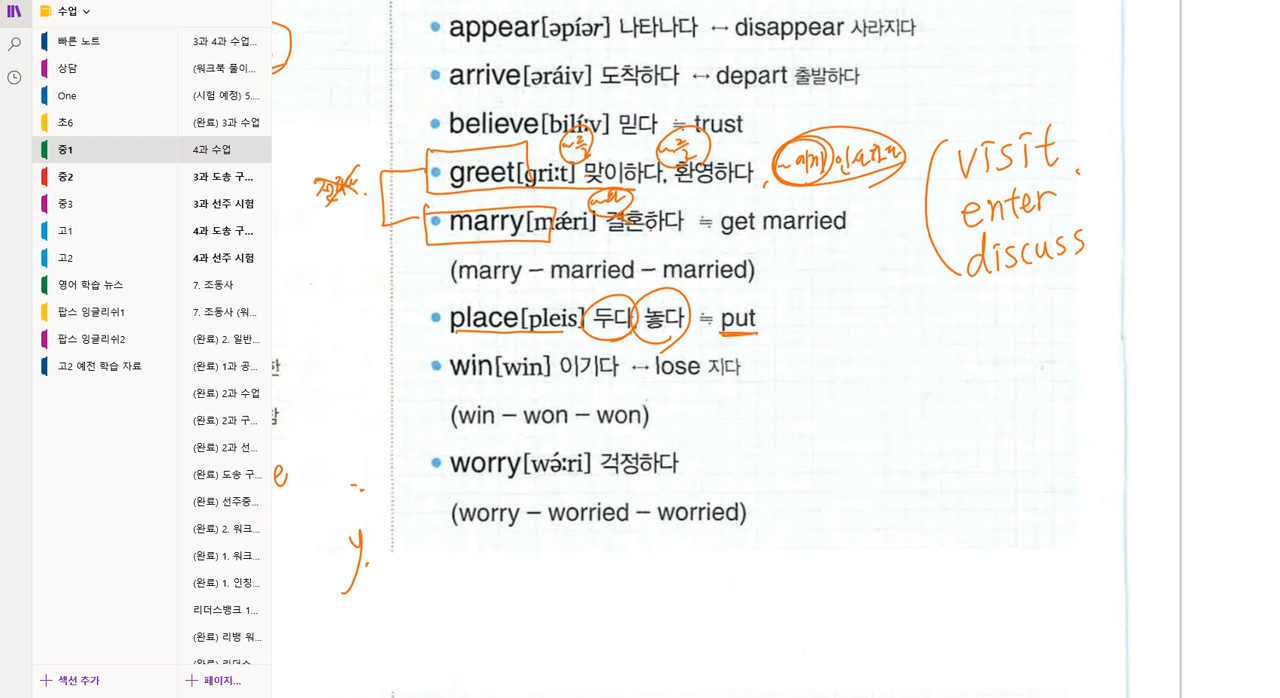 수업
빠른 노트
상담
One
초6
중1
중2
중3
고1
고2
영어 학습 뉴스
팝스 잉글리쉬1
팝스 잉글리쉬2
고2 예전 학습 자료
섹션 추가
3과 4과 수업...
(워크북 풀이...
(시험 예정) 5....
(완료) 3과 수업
4과 수업
3과 도송 구...
3과 선주 시험
4과 도송 구...
4과 선주 시험
7. 조동사
7. 조동사 (워...
(완료) 2. 일반...
(완료) 1과 공...
(완료) 2과 수업
(완료) 2과 구...
(완료) 2과 선...
(완료) 도송 구...
(완료) 선주중...
(완료) 2. 워크...
(완료) 1. 워크...
(완료) 1. 인칭...
리더스뱅크 1...
(완료) 리뱅 워...
(완료) 리더스
페이지...
appear[əpíər] 나타나다 ↔ disappear 사라지다
arrive[əráiv] 도착하다 ↔ depart 출발하다
believe[bilíːv] 믿다 ≒ trust
~를 ~를
greet[griːt] 맞이하다, 환영하다, ~에게 인사한다
~와
marry[mǽri] 결혼하다 ≒ get married
(marry – married – married)
place[pleis] 두다, 놓다 ≒ put
win[win] 이기다 ↔ lose 지다
(win – won – won)
worry[wə́ːri] 걱정하다
(worry – worried – worried)
visit
enter
discuss
e
y